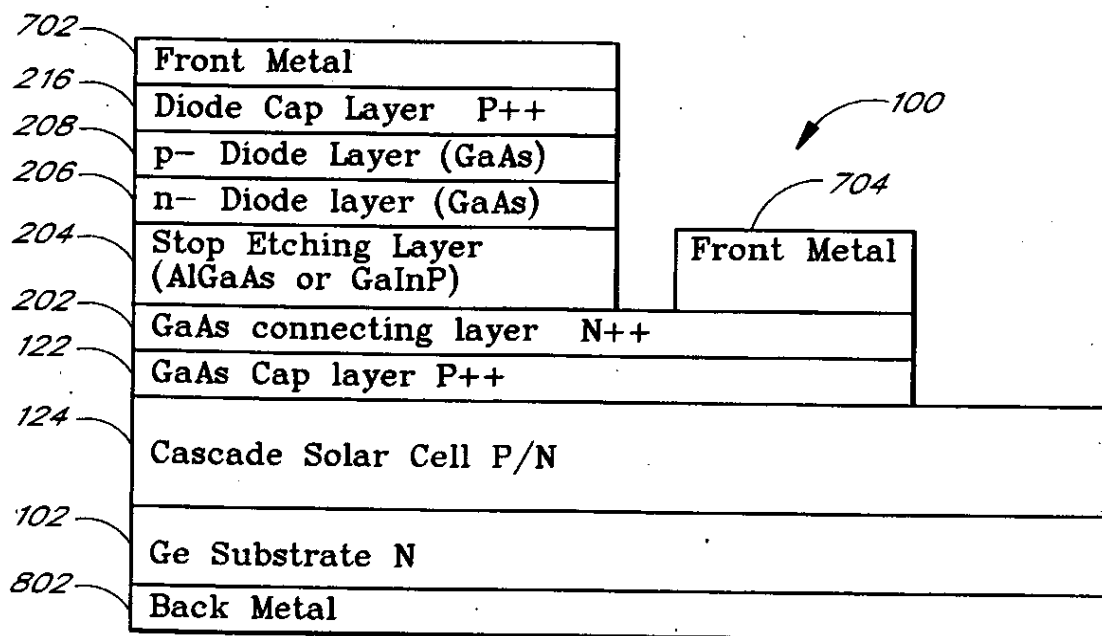 702
Front Metal
216
Diode Cap Layer P++
208
p- Diode Layer (GaAs)
206
n- Diode layer (GaAs)
204
Stop Etching Layer
(AlGaAs or GaInP)
202
GaAs connecting layer N++
122
GaAs Cap layer P++
124
Cascade Solar Cell P/N
102
Ge Substrate N
802
Back Metal
100
704
Front Metal